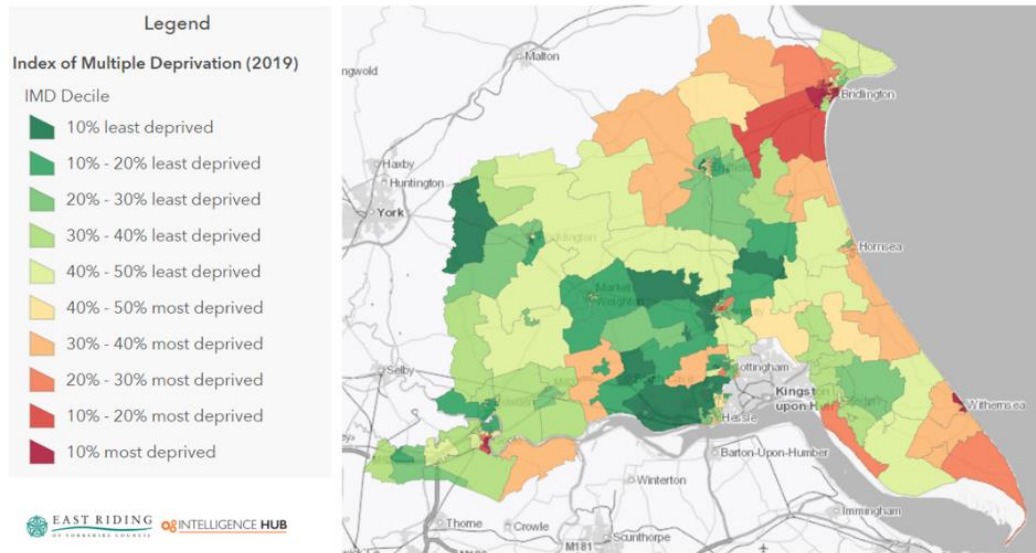 Legend
Index of Multiple Deprivation (2019)
IMD Decile
10% least deprived
10% - 20% least deprived
20% - 30% least deprived
30% - 40% least deprived
40% - 50% least deprived
40% - 50% most deprived
30% - 40% most deprived
20% - 30% most deprived
10% - 20% most deprived
10% most deprived
EAST RIDING
OF YORKSHIRE COUNCIL
INTELLIGENCE HUB
Malton
ngwold
Bridlington
Haxby
Huntington
York
Hornsea
Market
Weighton
Selby
Cottingham
Kingston
upon H
Withernsea
Hessle
Barton-Upon-Humber
Winterton
Immingham
Thorne
Crowle
M181
Scunthorpe